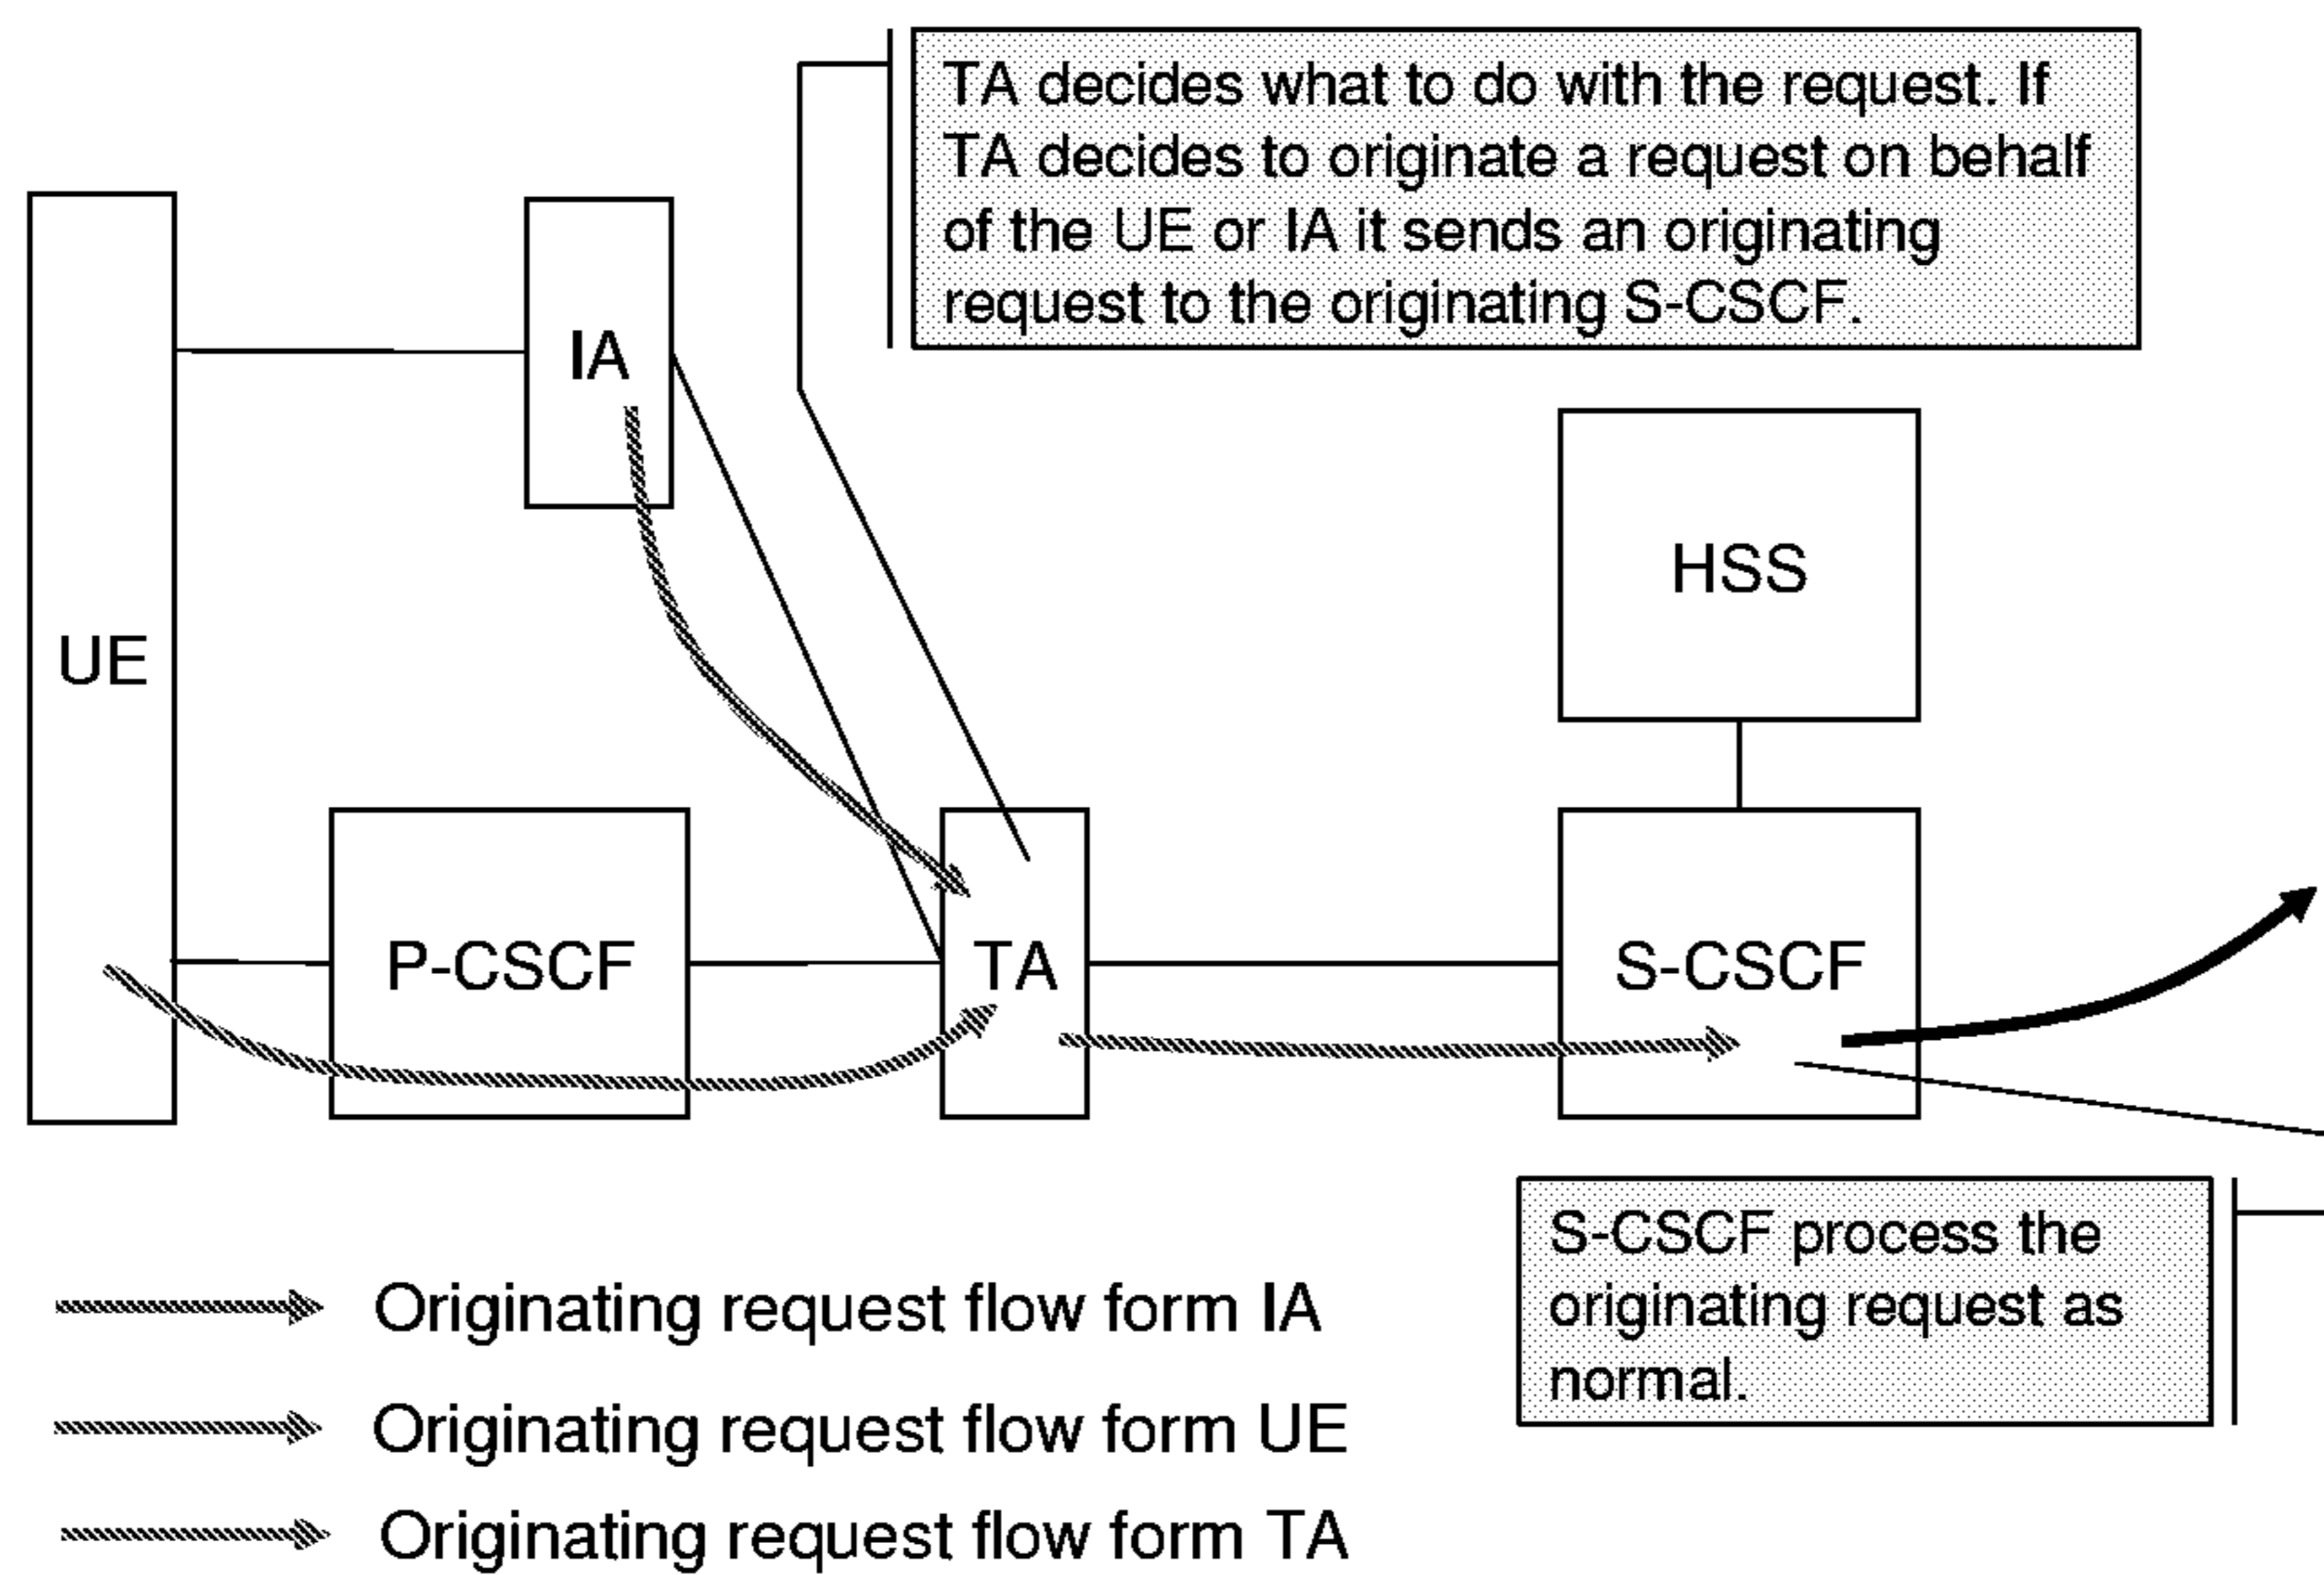 TA decides what to do with the request. If
TA decides to originate a request on behalf
of the UE or IA it sends an originating
request to the originating S-CSCF.
IA
HSS
UE
P-CSCF
TA
S-CSCF
S-CSCF process the
originating request as
normal.
Originating request flow form IA
Originating request flow form UE
Originating request flow form TA